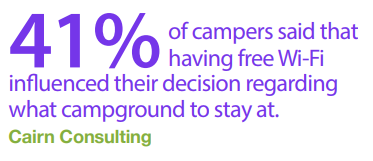 41% of campers said that
having free Wi-Fi
influenced their decision regarding
what campground to stay at.
Cairn Consulting